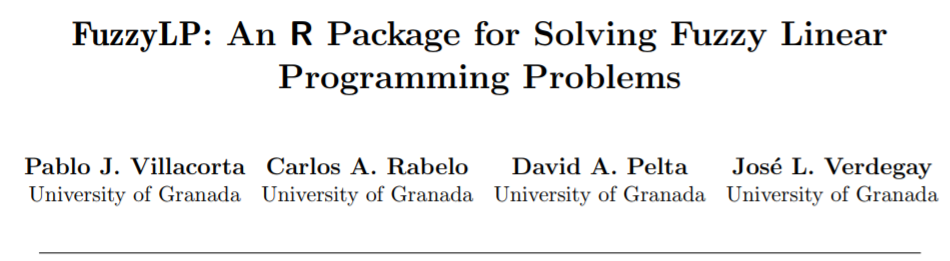 FuzzyLP: An R Package for Solving Fuzzy Linear
Programming Problems
Pablo J. Villacorta Carlos A. Rabelo David A. Pelta José L. Verdegay
University of Granada University of Granada University of Granada University of Granada